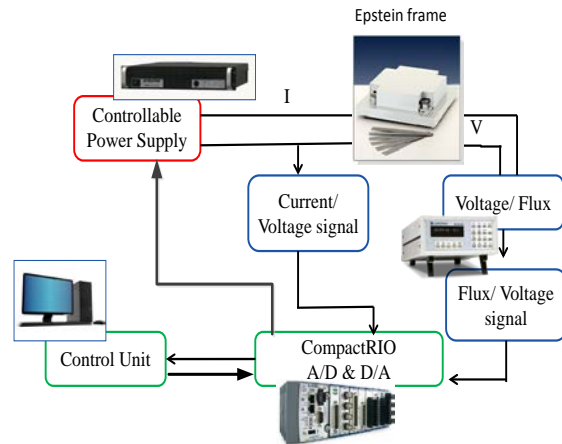 Epstein frame
I
V
Controllable
Power Supply
Current/
Voltage signal
Voltage/ Flux
Flux/ Voltage
signal
Control Unit
CompactRIO
A/D & D/A